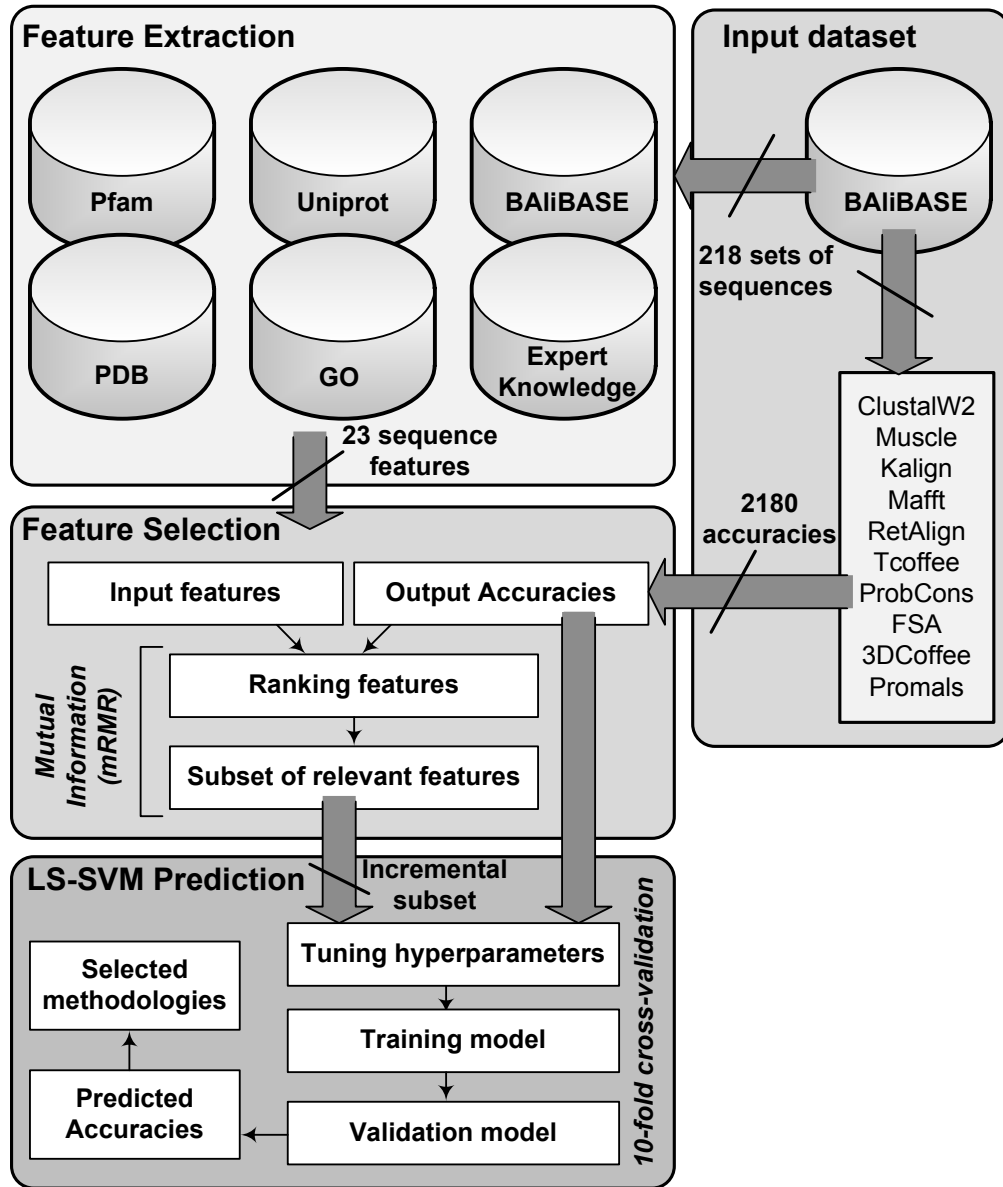 Feature Extraction
Pfam
Uniprot
BAliBASE
PDB
GO
Expert
Knowledge
23 sequence
features
Input dataset
BAliBASE
218 sets of
sequences
ClustalW2
Muscle
Kalign
Mafft
RetAlign
Tcoffee
ProbCons
FSA
3DCoffee
Promals
2180
accuracies
Feature Selection
Input features
Output Accuracies
Ranking features
Subset of relevant features
Mutual
Information
(mRMR)
LS-SVM Prediction
Incremental
subset
Tuning hyperparameters
Training model
Validation model
Predicted
Accuracies
Selected
methodologies
10-fold cross-validation